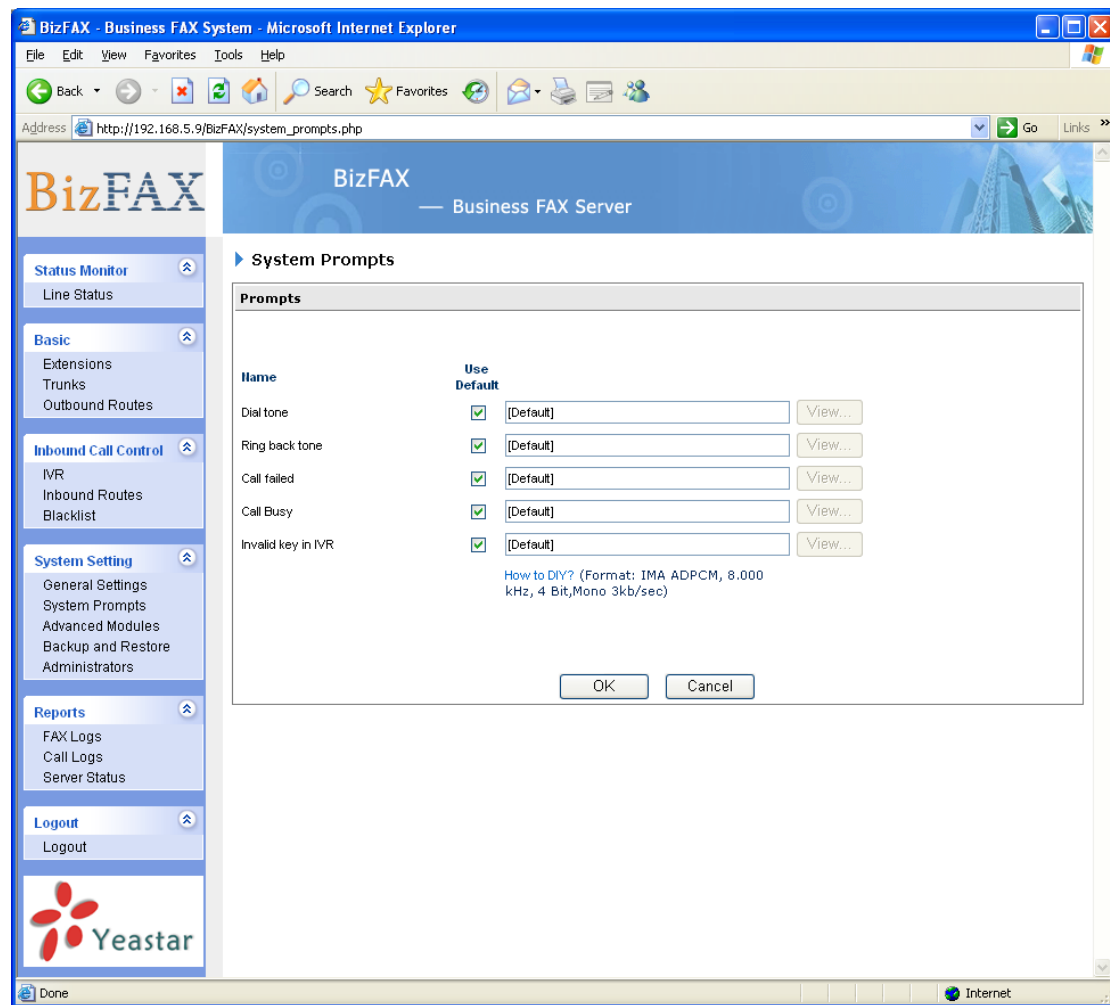 BizFAX - Business FAX System - Microsoft Internet Explorer
File Edit View Favorites Tools Help
Back Search Favorites
Address http://192.168.5.9/BizFAX/system_prompts.php Go Links »
BizFAX
BizFAX
— Business FAX Server
Status Monitor
Line Status
Basic
Extensions
Trunks
Outbound Routes
Inbound Call Control
IVR
Inbound Routes
Blacklist
System Setting
General Settings
System Prompts
Advanced Modules
Backup and Restore
Administrators
Reports
FAX Logs
Call Logs
Server Status
Logout
Logout
Yeastar
System Prompts
Prompts
Name Use Default
Dial tone [Default] View...
Ring back tone [Default] View...
Call failed [Default] View...
Call Busy [Default] View...
Invalid key in IVR [Default] View...
How to DIY? (Format: IMA ADPCM, 8.000
kHz, 4 Bit,Mono 3kb/sec)
OK Cancel
Done Internet